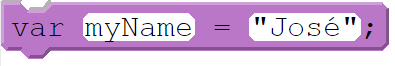 var myName = "José";